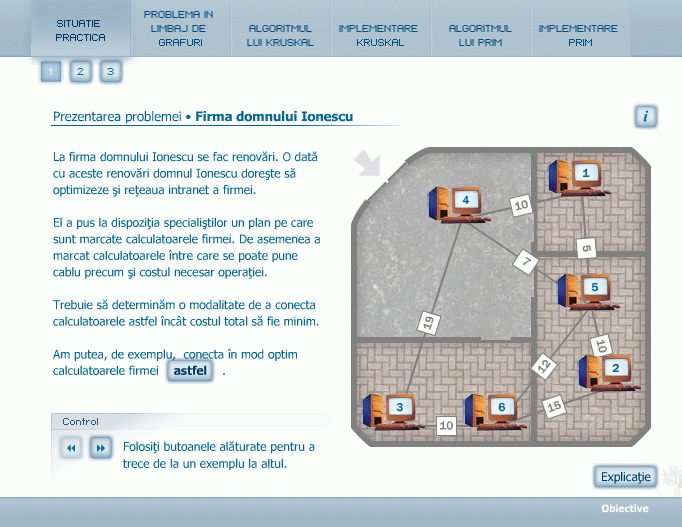 SITUATIE
PRACTICA
PROBLEMA IN
LIMBAJ DE
GRAFURI
ALGORITMUL
LUI KRUSKAL
IMPLEMENTARE
KRUSKAL
ALGORITMUL
LUI PRIM
IMPLEMENTARE
PRIM
1 2 3
Prezentarea problemei • Firma domnului Ionescu
i
La firma domnului Ionescu se fac renovări. O dată
cu aceste renovări domnul Ionescu doreşte să
optimizeze şi reţeaua intranet a firmei.
El a pus la dispoziţia specialiştilor un plan pe care
sunt marcate calculatoarele firmei. De asemenea a
marcat calculatoarele între care se poate pune
cablu precum şi costul necesar operaţiei.
Trebuie să determinăm o modalitate de a conecta
calculatoarele astfel încât costul total să fie minim.
Am putea, de exemplu, conecta în mod optim
calculatoarele firmei astfel .
Control
Folosiţi butoanele alăturate pentru a
trece de la un exemplu la altul.
1
4
10
5
7
5
19
10
12
2
3
6
15
10
Explicaţie
Obiective